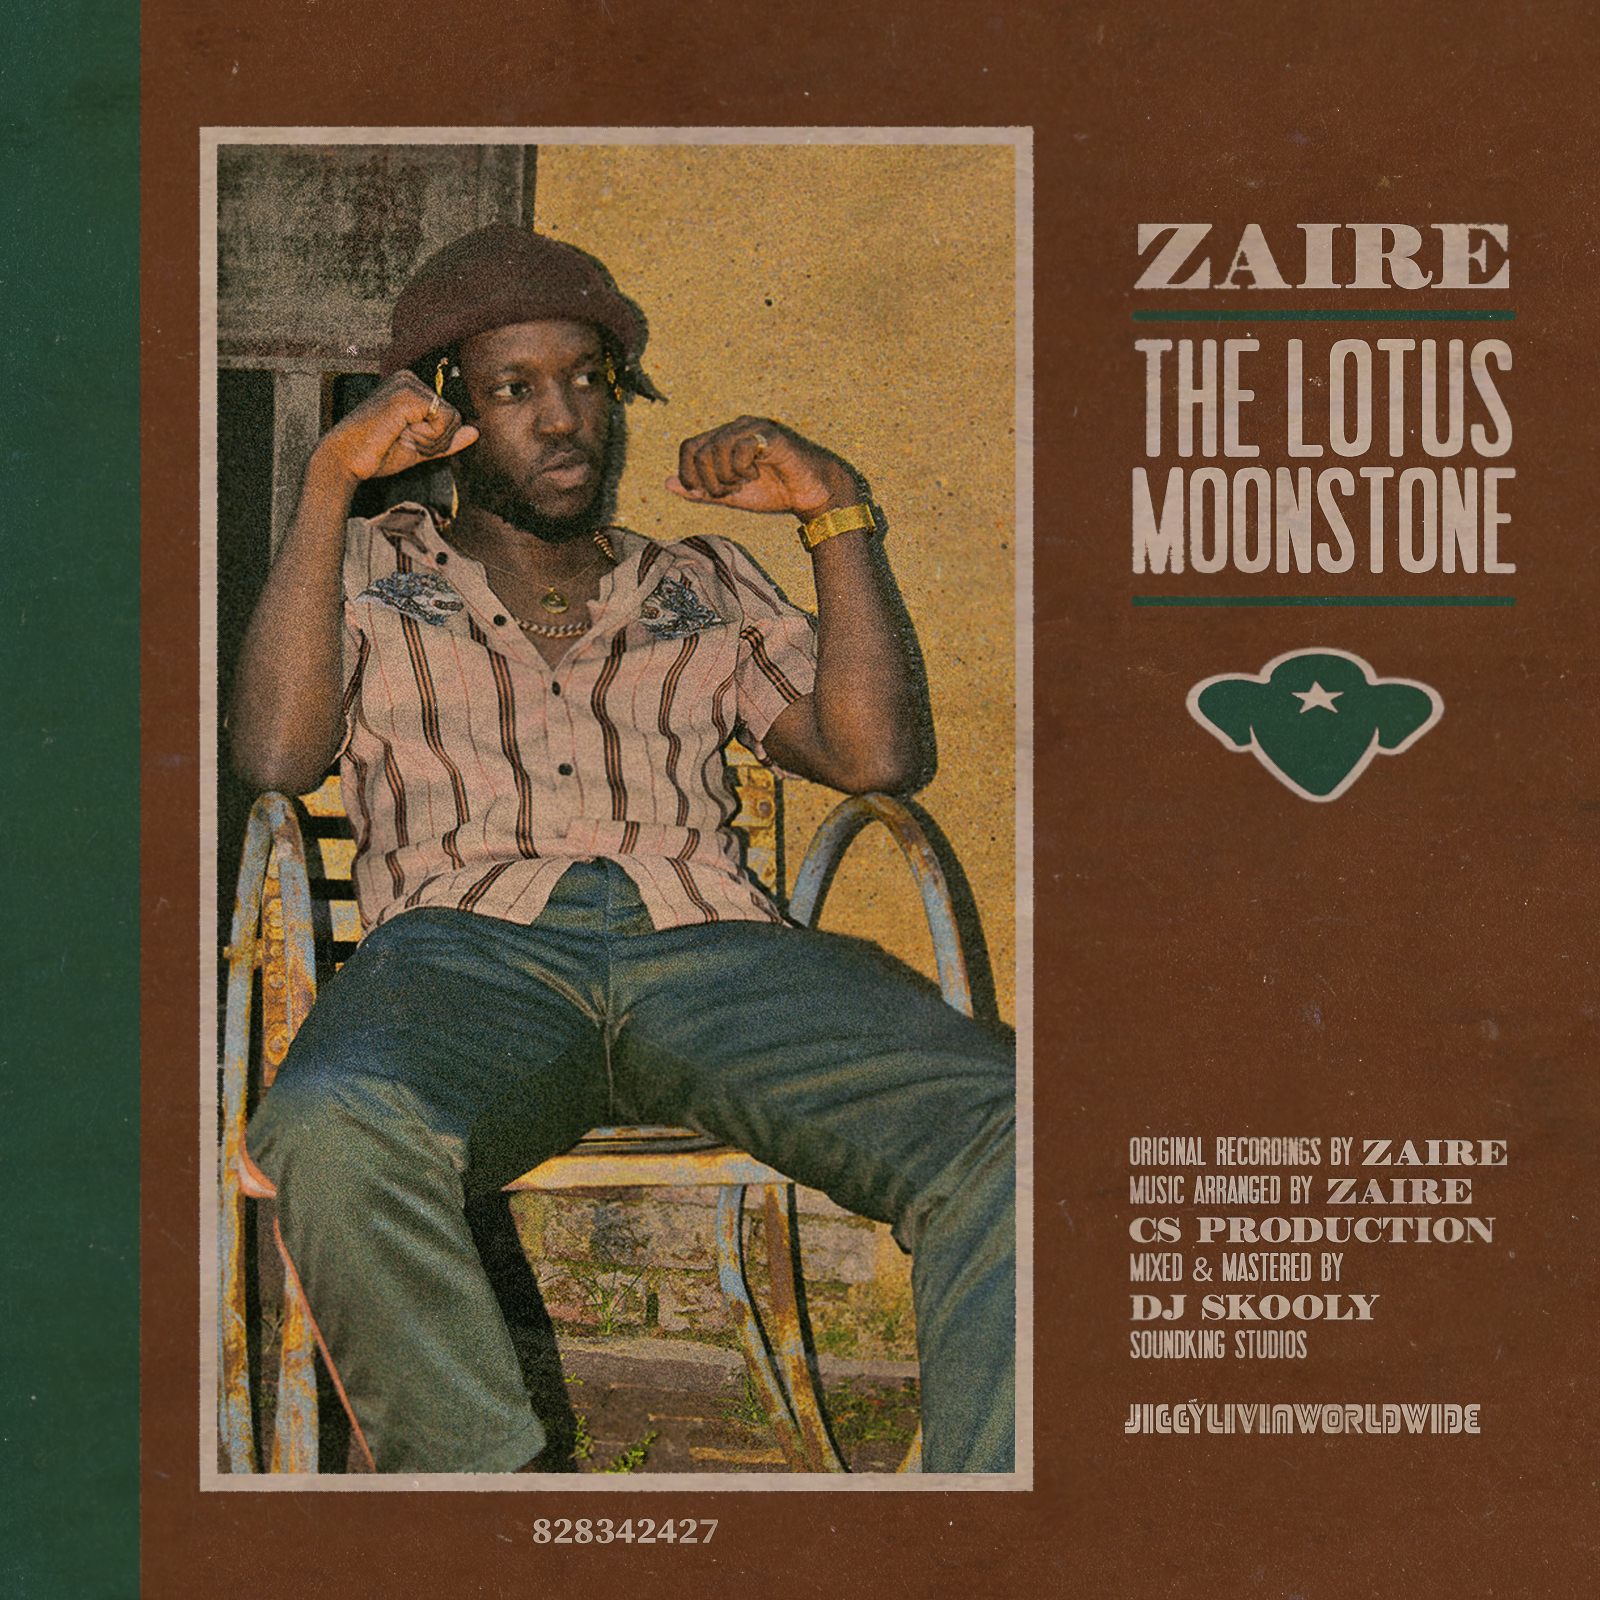 ZAIRE
THE LOTUS
MOONSTONE
ORIGINAL RECORDINGS BY ZAIRE
MUSIC ARRANGED BY ZAIRE
CS PRODUCTION
MIXED & MASTERED BY
DJ SKOOLY
SOUNDKING STUDIOS
JIGGYLIVINWORLDWIDE
828342427